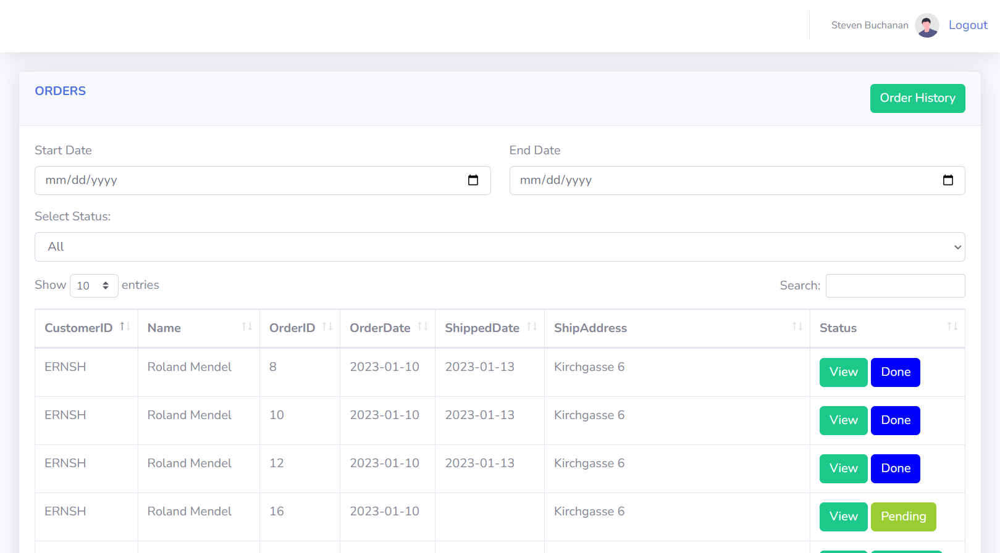 Steven Buchanan Logout
ORDERS Order History
Start Date End Date
mm/dd/yyyy mm/dd/yyyy
Select Status:
All
Show 10 entries Search:
CustomerID Name OrderID OrderDate ShippedDate ShipAddress Status
ERNSH Roland Mendel 8 2023-01-10 2023-01-13 Kirchgasse 6 View Done
ERNSH Roland Mendel 10 2023-01-10 2023-01-13 Kirchgasse 6 View Done
ERNSH Roland Mendel 12 2023-01-10 2023-01-13 Kirchgasse 6 View Done
ERNSH Roland Mendel 16 2023-01-10 Kirchgasse 6 View Pending